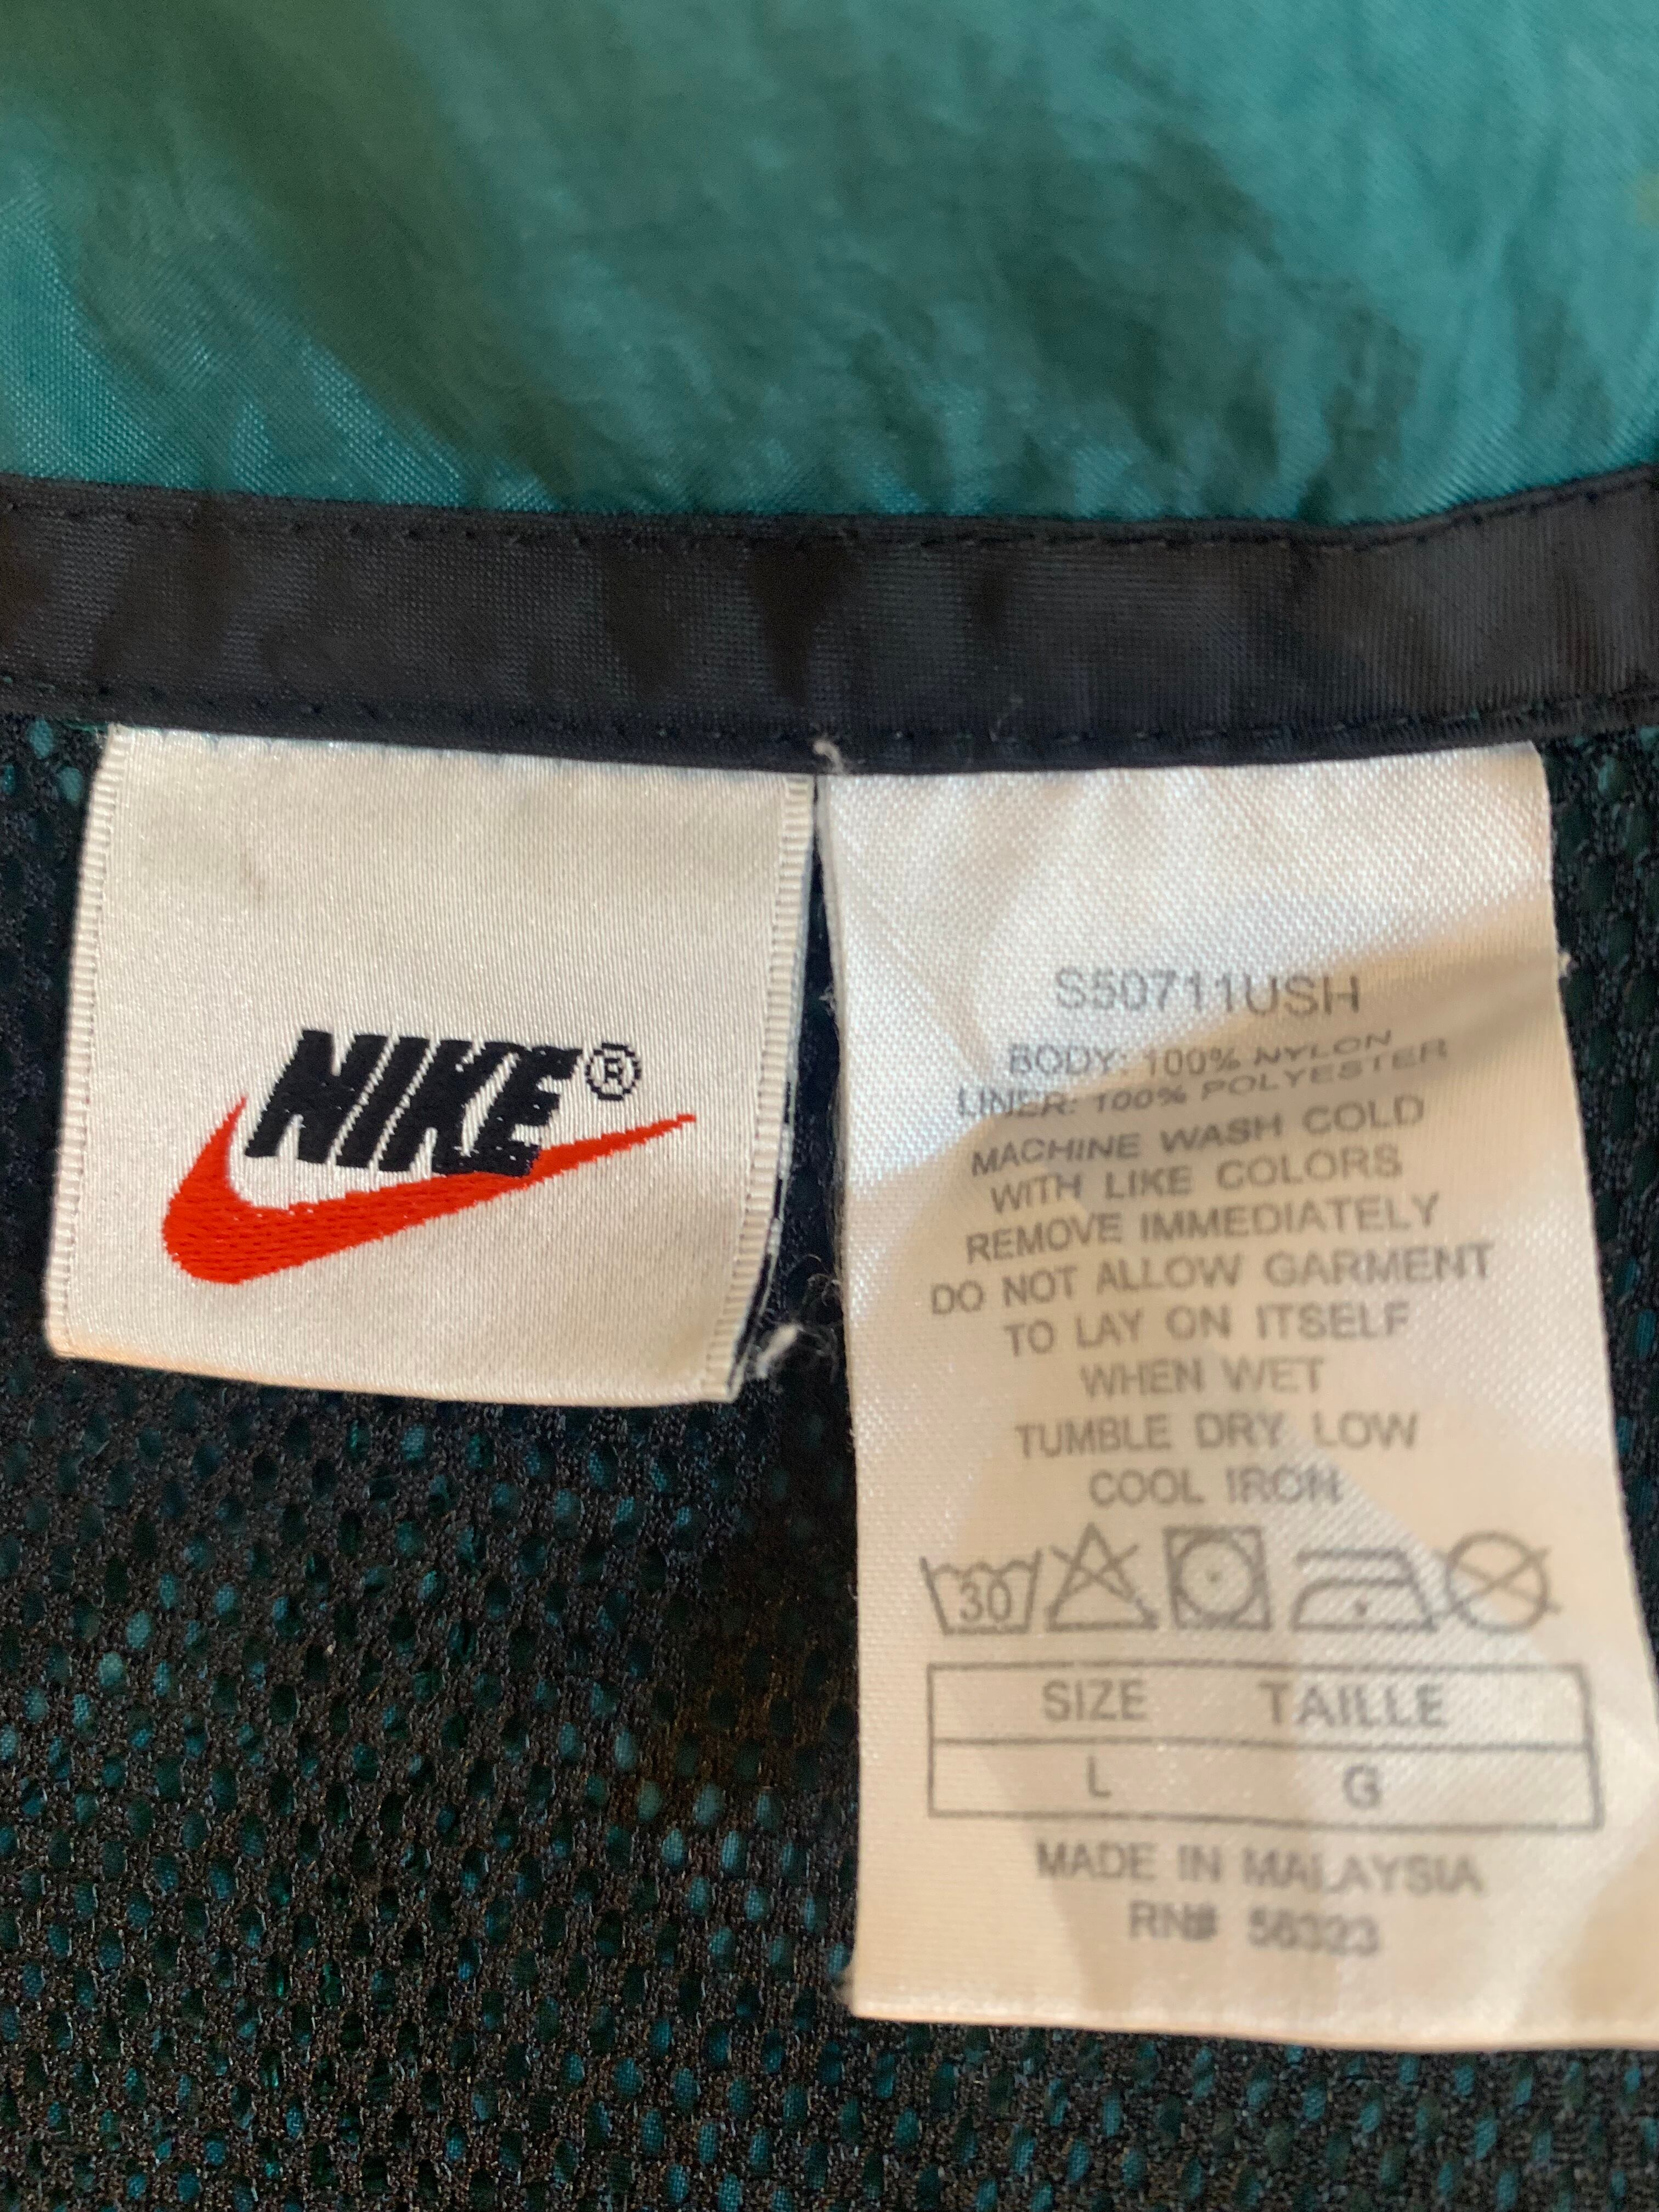 NIKE®
S50711USH
BODY: 100% NYLON
LINER: 100% POLYESTER
MACHINE WASH COLD
WITH LIKE COLORS
REMOVE IMMEDIATELY
DO NOT ALLOW GARMENT
TO LAY ON ITSELF
WHEN WET
TUMBLE DRY LOW
COOL IRON
30
SIZE TAILLE
L G
MADE IN MALAYSIA
RN# 56323